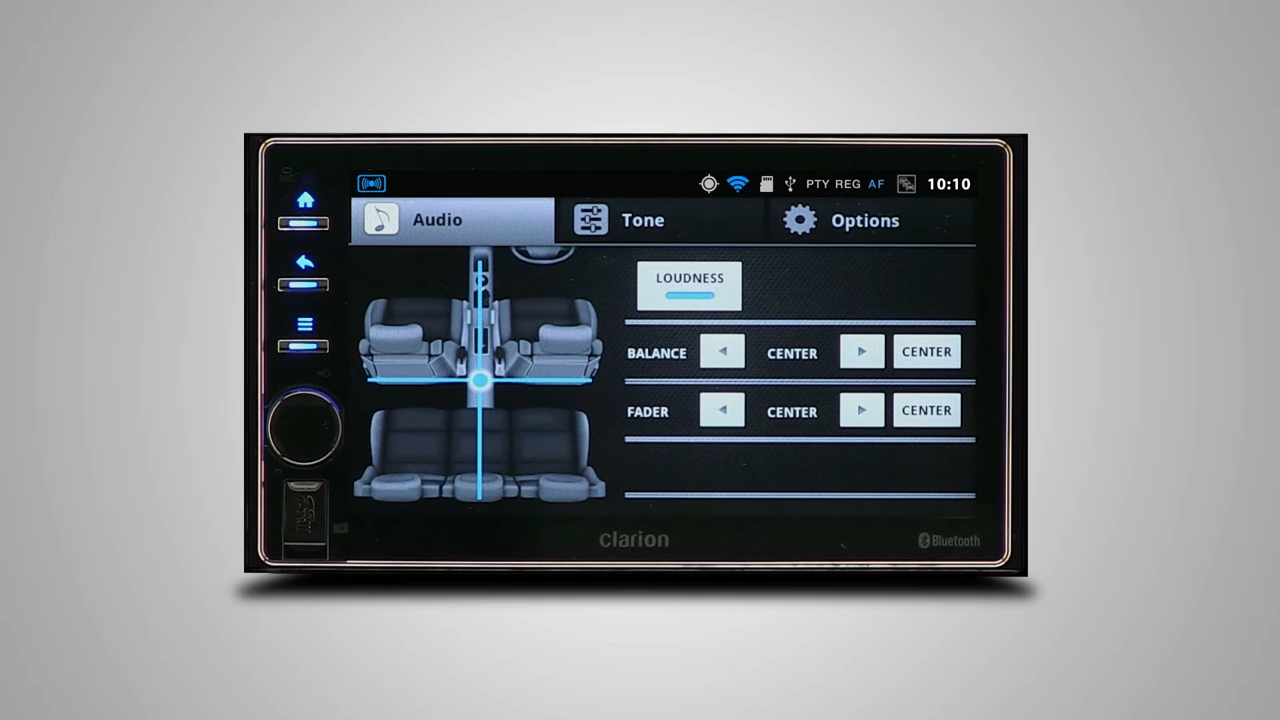 PTY REG AF 10:10
Audio Tone Options
LOUDNESS
BALANCE CENTER CENTER
FADER CENTER CENTER
clarion Bluetooth